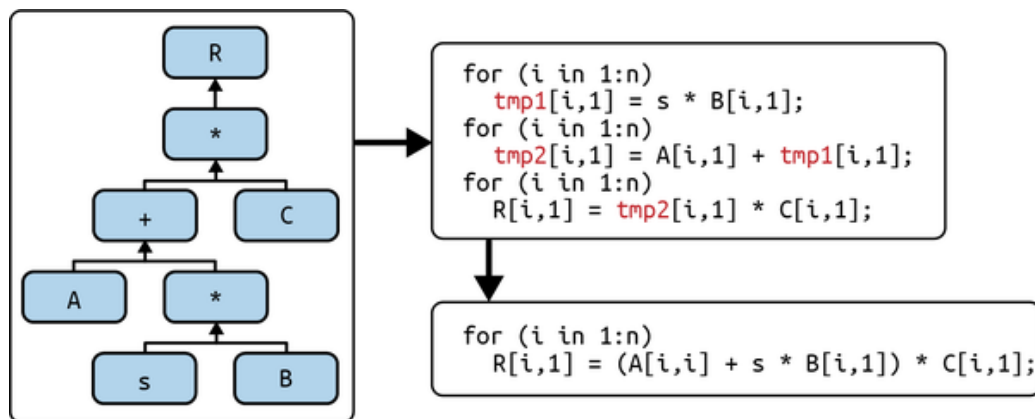 R
*
+
C
A
*
s
B
for (i in 1:n)
tmp1[i,1] = s * B[i,1];
for (i in 1:n)
tmp2[i,1] = A[i,1] + tmp1[i,1];
for (i in 1:n)
R[i,1] = tmp2[i,1] * C[i,1];
for (i in 1:n)
R[i,1] = (A[i,i] + s * B[i,1]) * C[i,1];